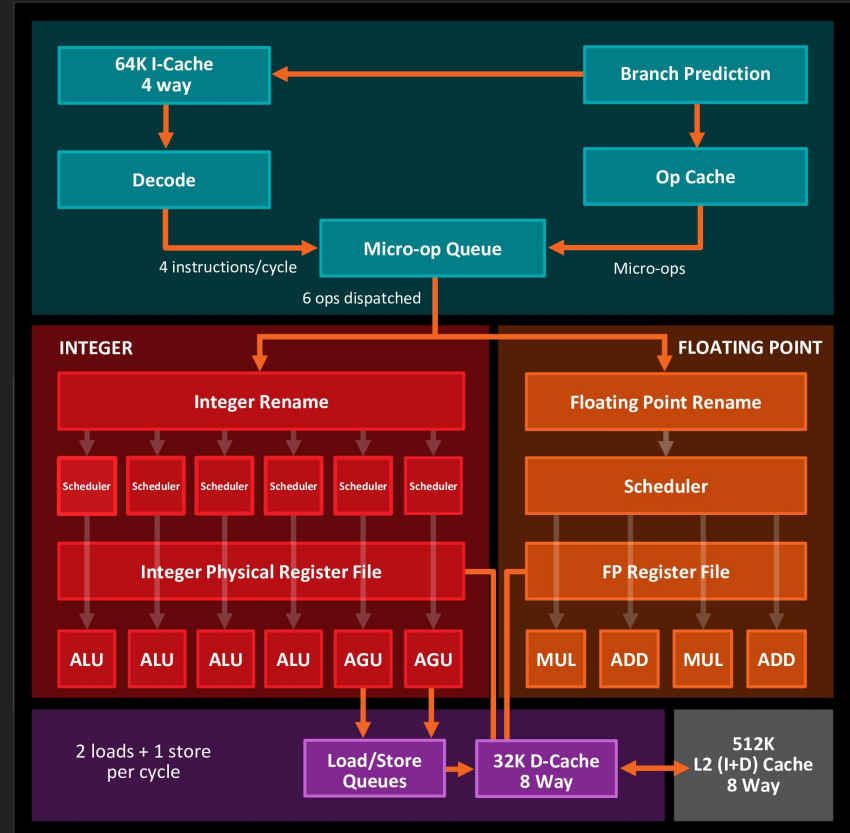 64K I-Cache
4 way
Branch Prediction
Decode
Op Cache
Micro-op Queue
4 instructions/cycle
Micro-ops
6 ops dispatched
INTEGER
FLOATING POINT
Integer Rename
Floating Point Rename
Scheduler
Scheduler
Scheduler
Scheduler
Scheduler
Scheduler
Scheduler
Integer Physical Register File
FP Register File
ALU
ALU
ALU
ALU
AGU
AGU
MUL
ADD
MUL
ADD
2 loads + 1 store
per cycle
Load/Store
Queues
32K D-Cache
8 Way
512K
L2 (I+D) Cache
8 Way